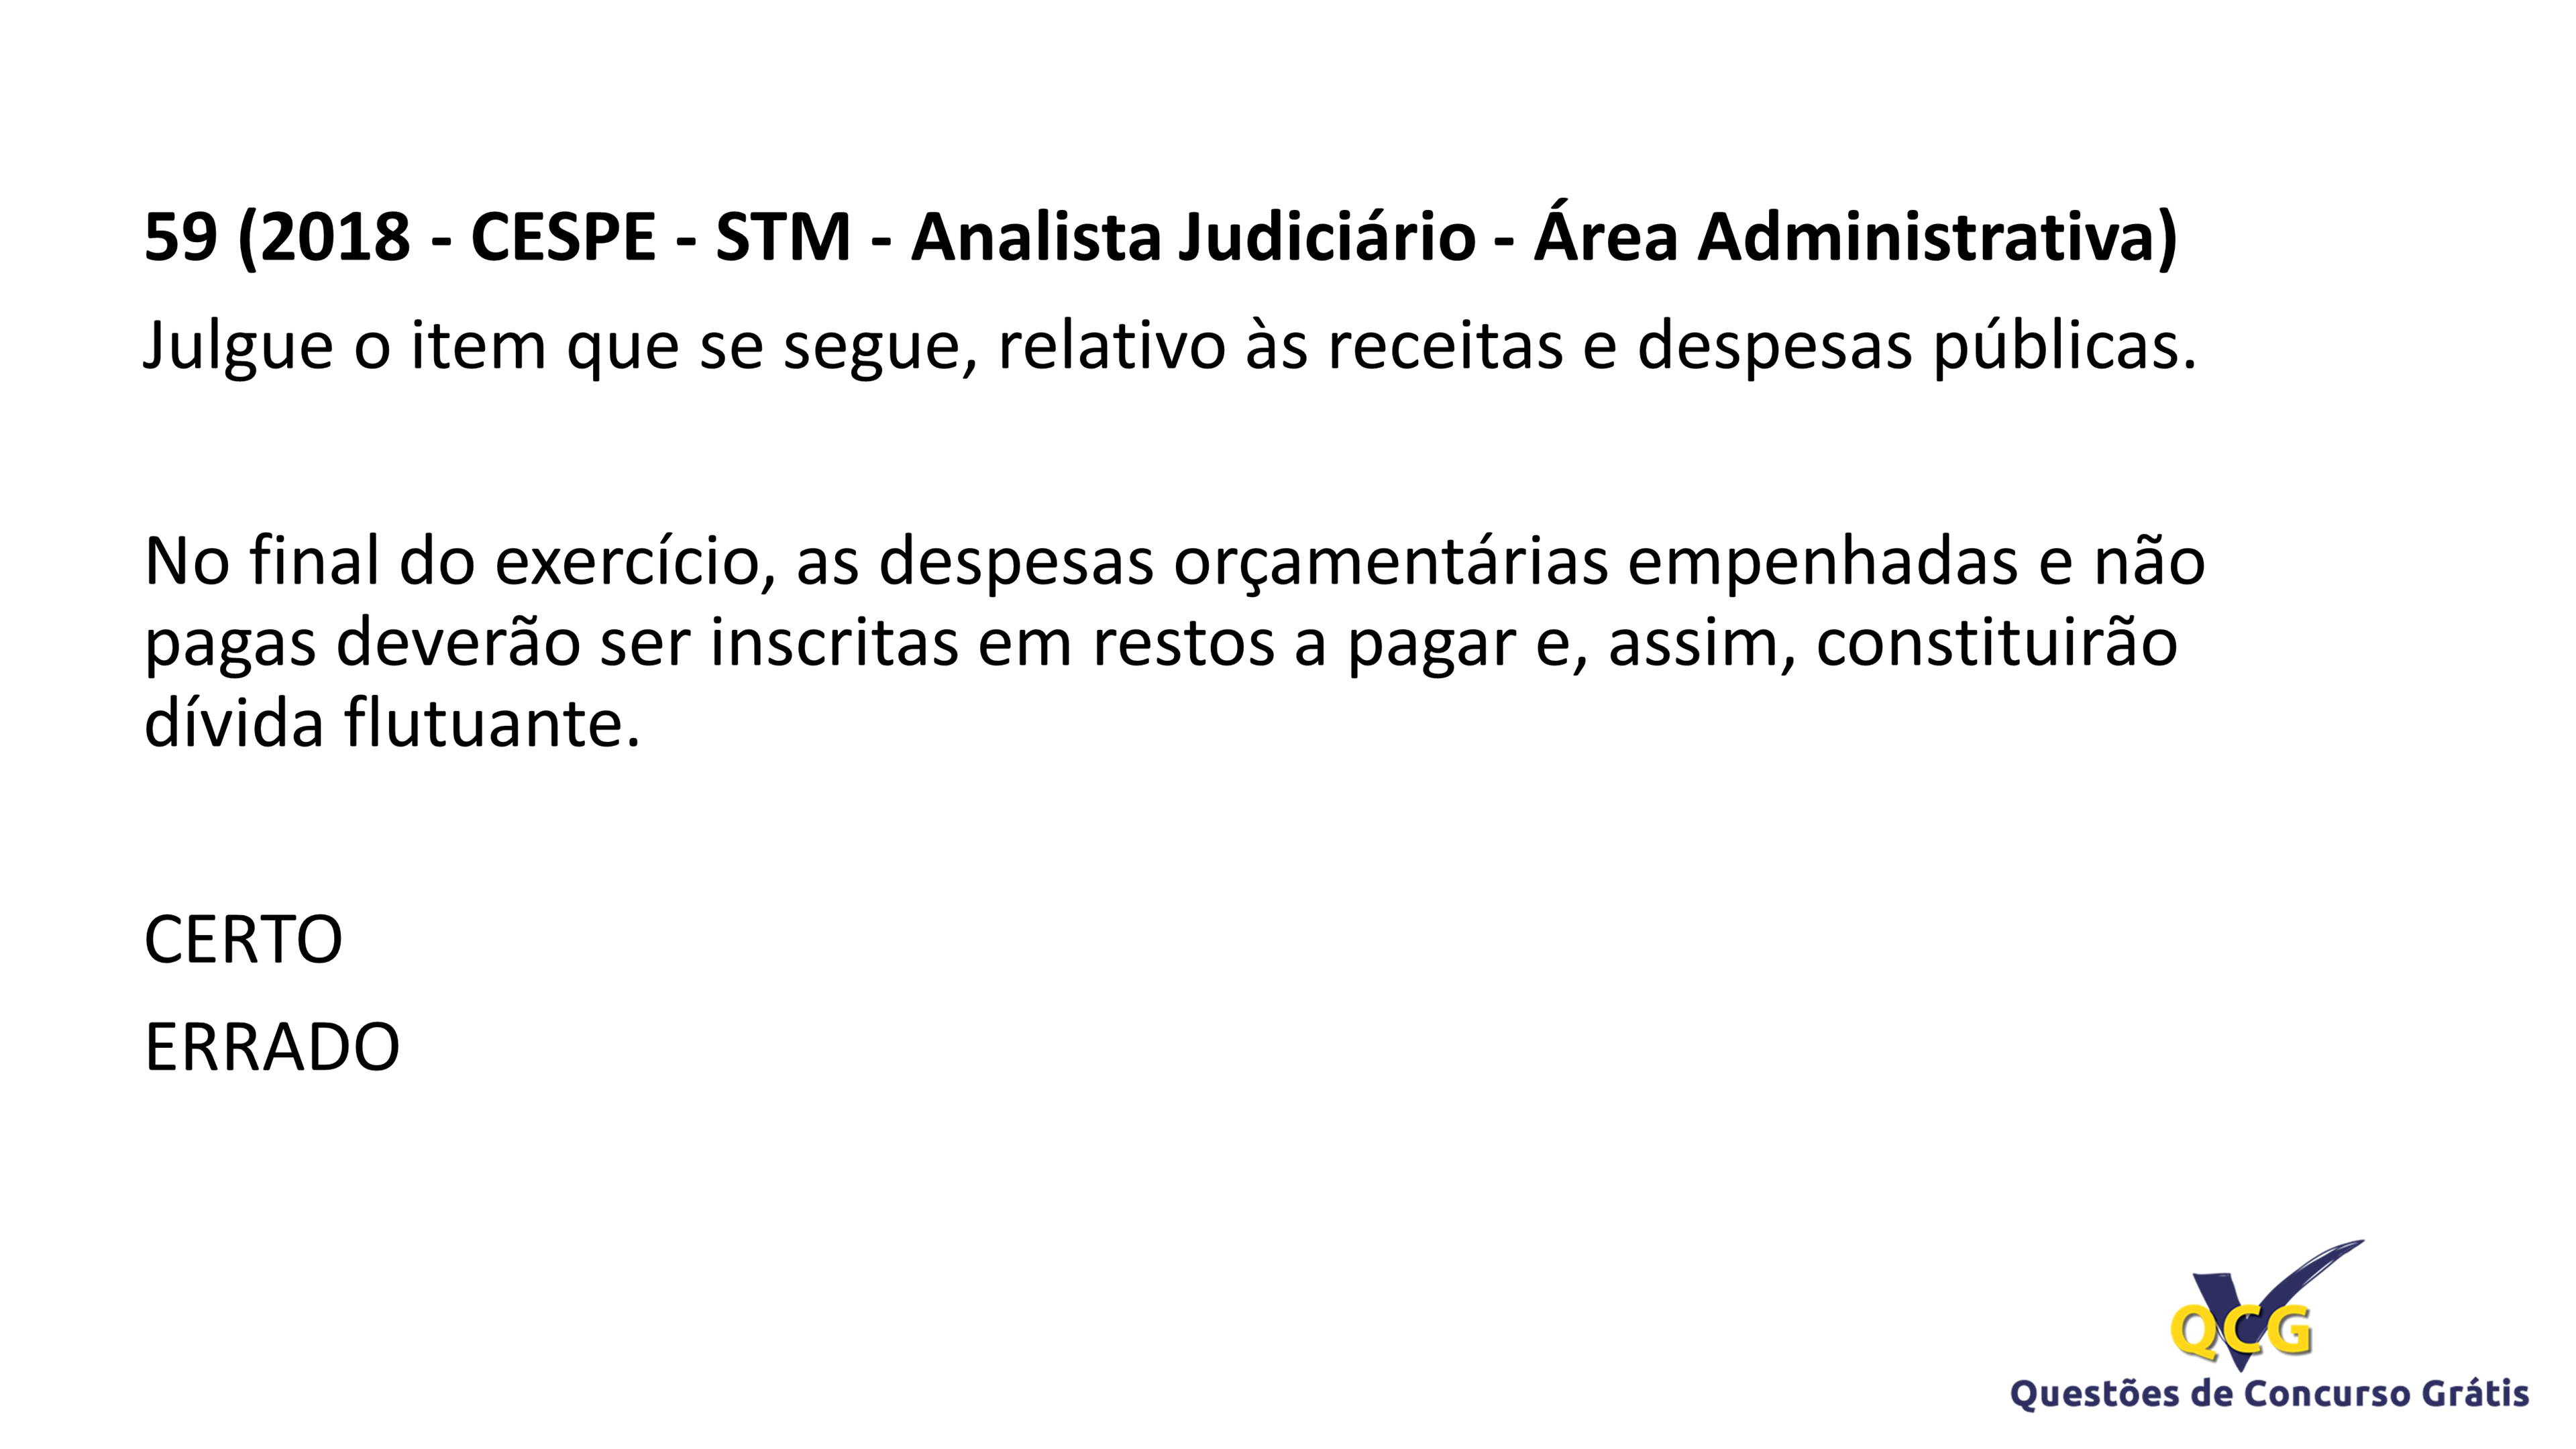 59 (2018 - CESPE - STM - Analista Judiciário - Área Administrativa)
Julgue o item que se segue, relativo às receitas e despesas públicas.
No final do exercício, as despesas orçamentárias empenhadas e não
pagas deverão ser inscritas em restos a pagar e, assim, constituirão
dívida flutuante.
CERTO
ERRADO
QCG
Questões de Concurso Grátis